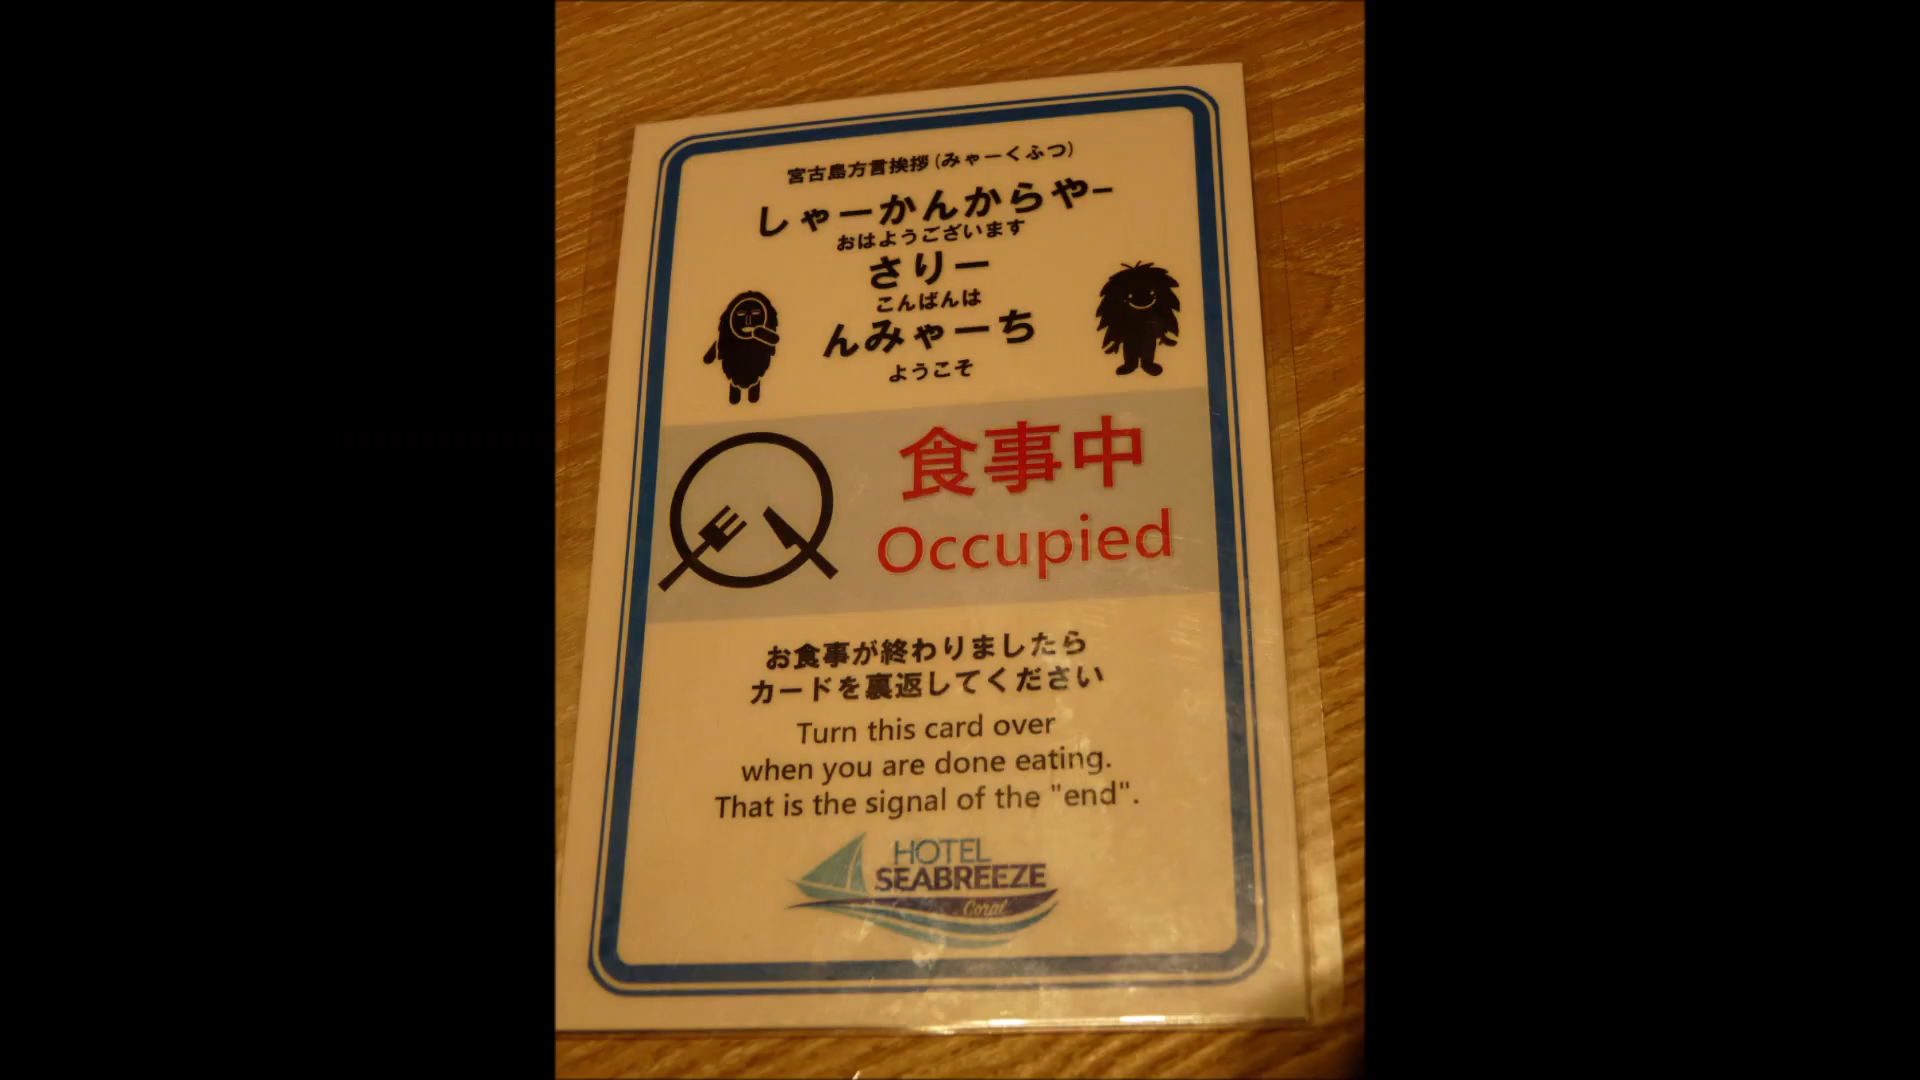 宮古島方言挨拶(みゃーくふつ)
しゃーかんからやー
おはようございます
さりー
こんばんは
んみゃーち
ようこそ
食事中
Occupied
お食事が終わりましたら
カードを裏返してください
Turn this card over
when you are done eating.
That is the signal of the "end".
HOTEL
SEABREEZE
Coral